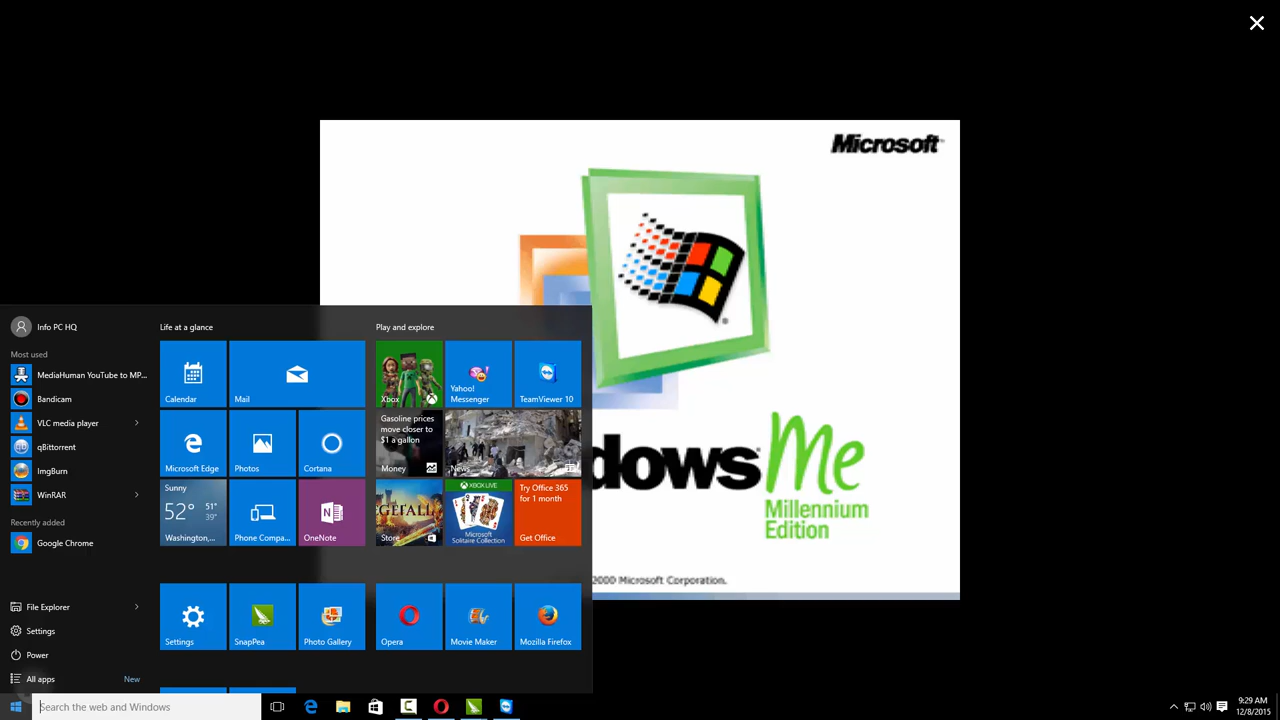 Microsoft
dowsMe
Millennium
Edition
2000 Microsoft Corporation.
Info PC HQ
Most used
MediaHuman YouTube to MP...
Bandicam
VLC media player
qBittorrent
ImgBurn
WinRAR
Recently added
Google Chrome
File Explorer
Settings
Power
All apps
New
Life at a glance
Calendar
Mail
Microsoft Edge
Photos
Cortana
Sunny
52° 51°
39°
Washington,...
Phone Compa...
OneNote
Settings
SnapPea
Photo Gallery
Play and explore
Xbox
Yahoo!
Messenger
TeamViewer 10
Gasoline prices
move closer to
$1 a gallon
Money
News
GETFALL
Store
XBOX LIVE
Microsoft
Solitaire Collection
Try Office 365
for 1 month
Get Office
Opera
Movie Maker
Mozilla Firefox
Search the web and Windows
9:29 AM
12/8/2015